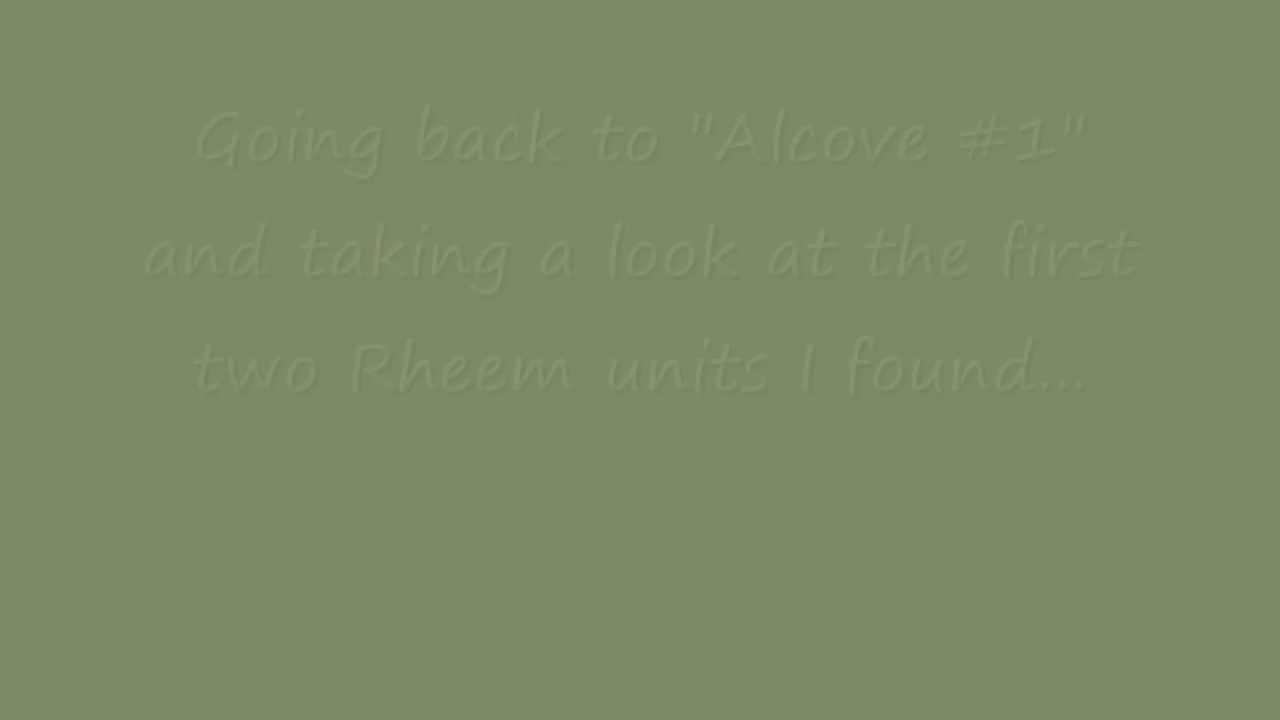 Going back to "Alcove #1"
and taking a look at the first
two Rheem units I found...